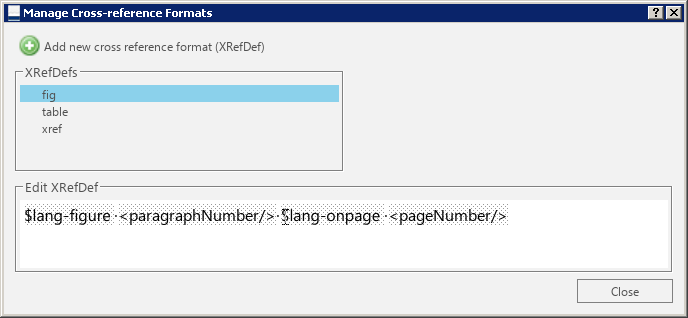 Manage Cross-reference Formats
Add new cross reference format (XRefDef)
XRefDefs
fig
table
xref
Edit XRefDef
$lang-figure·<paragraphNumber/>·$lang-onpage·<pageNumber/>
Close